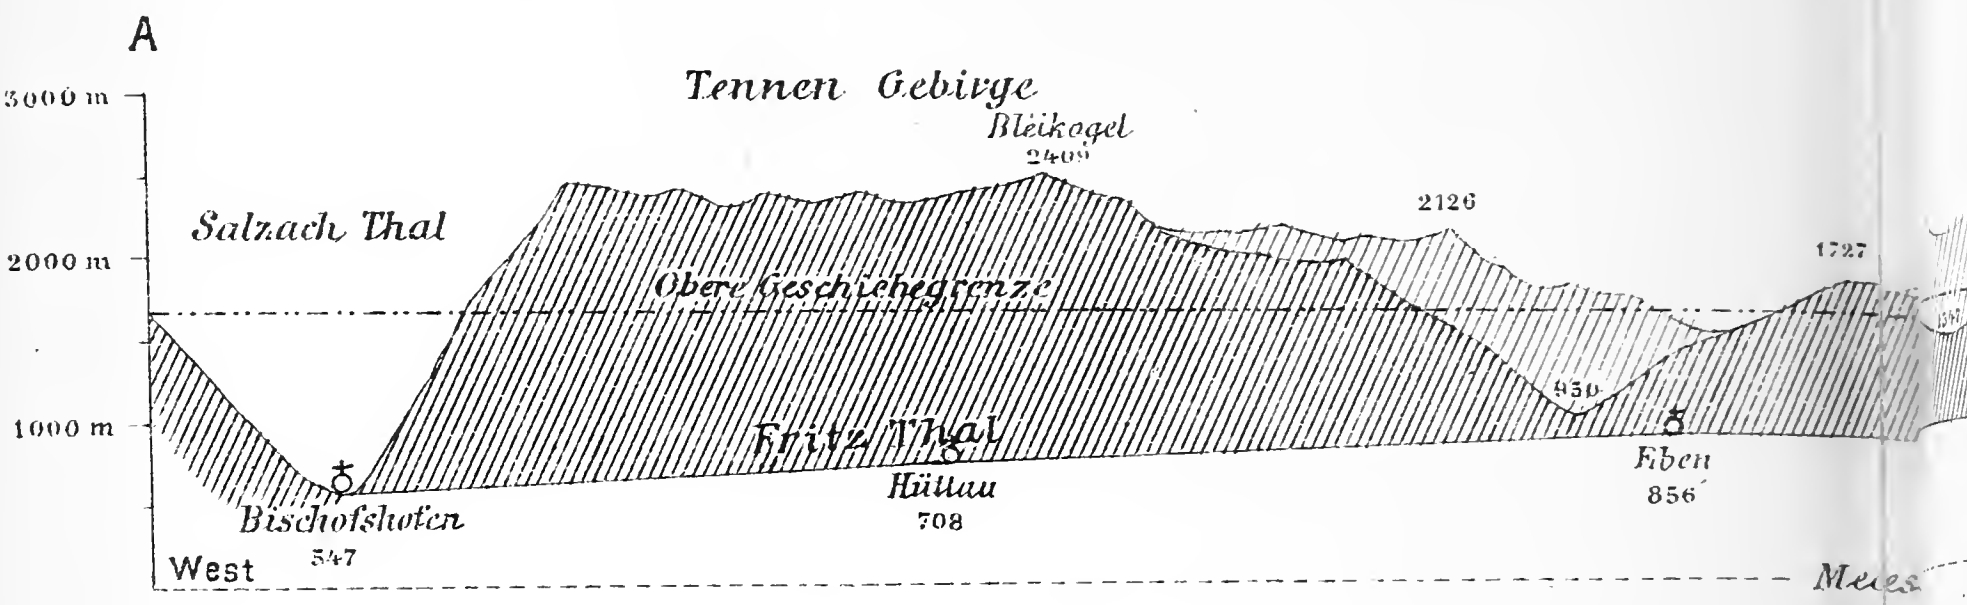 A
3000 m
Tennen Gebirge
Bleikogel
2409
2126
Salzach Thal
1727
2000 m
Obere Geschiebegrenze
1347
950
1000 m
Fritz Thal
Eben
Hüttau
856
Bischofshofen
708
547
West